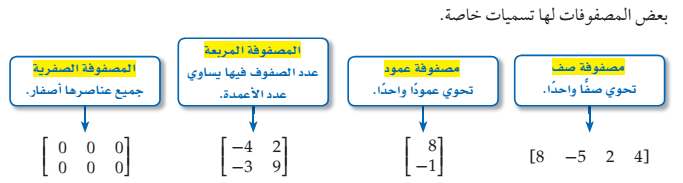 بعض المصفوفات لها تسميات خاصة.
مصفوفة صف
تحوي صفًّا واحدًا.
[8 −5 2 4]
مصفوفة عمود
تحوي عمودًا واحدًا.
[8
−1]
المصفوفة المربعة
عدد الصفوف فيها يساوي
عدد الأعمدة.
[−4 2
−3 9]
المصفوفة الصفرية
جميع عناصرها أصفار.
[0 0 0
0 0 0]